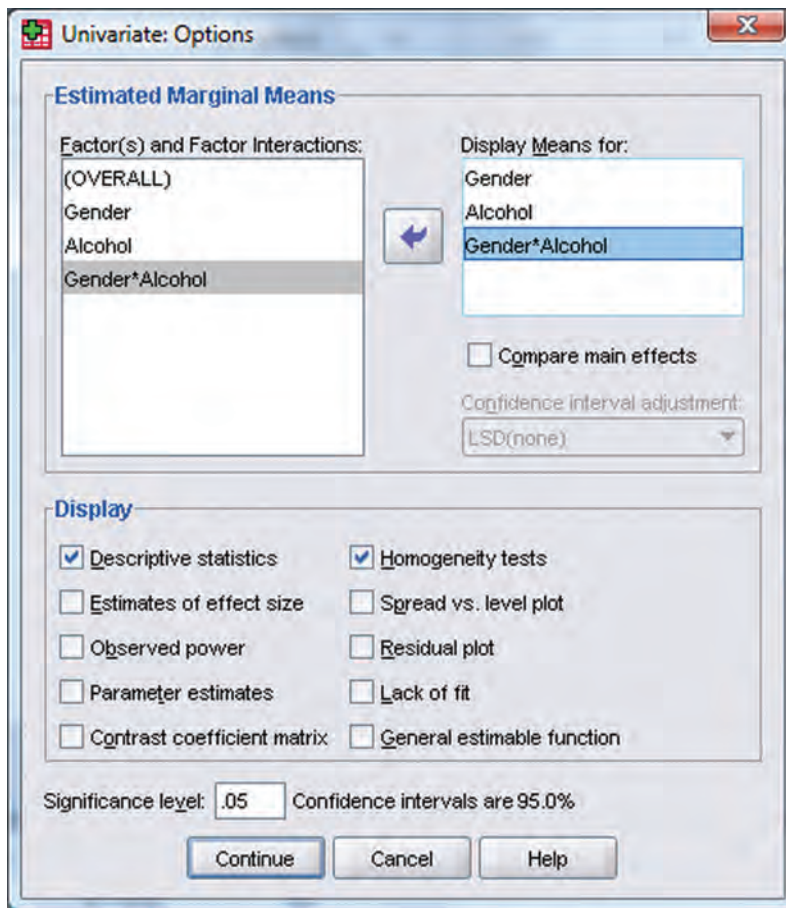 Univariate: Options
Estimated Marginal Means
Factor(s) and Factor Interactions:
(OVERALL)
Gender
Alcohol
Gender*Alcohol
Display Means for:
Gender
Alcohol
Gender*Alcohol
Compare main effects
Confidence interval adjustment:
LSD(none)
Display
Descriptive statistics
Homogeneity tests
Estimates of effect size
Spread vs. level plot
Observed power
Residual plot
Parameter estimates
Lack of fit
Contrast coefficient matrix
General estimable function
Significance level: .05 Confidence intervals are 95.0%
Continue
Cancel
Help